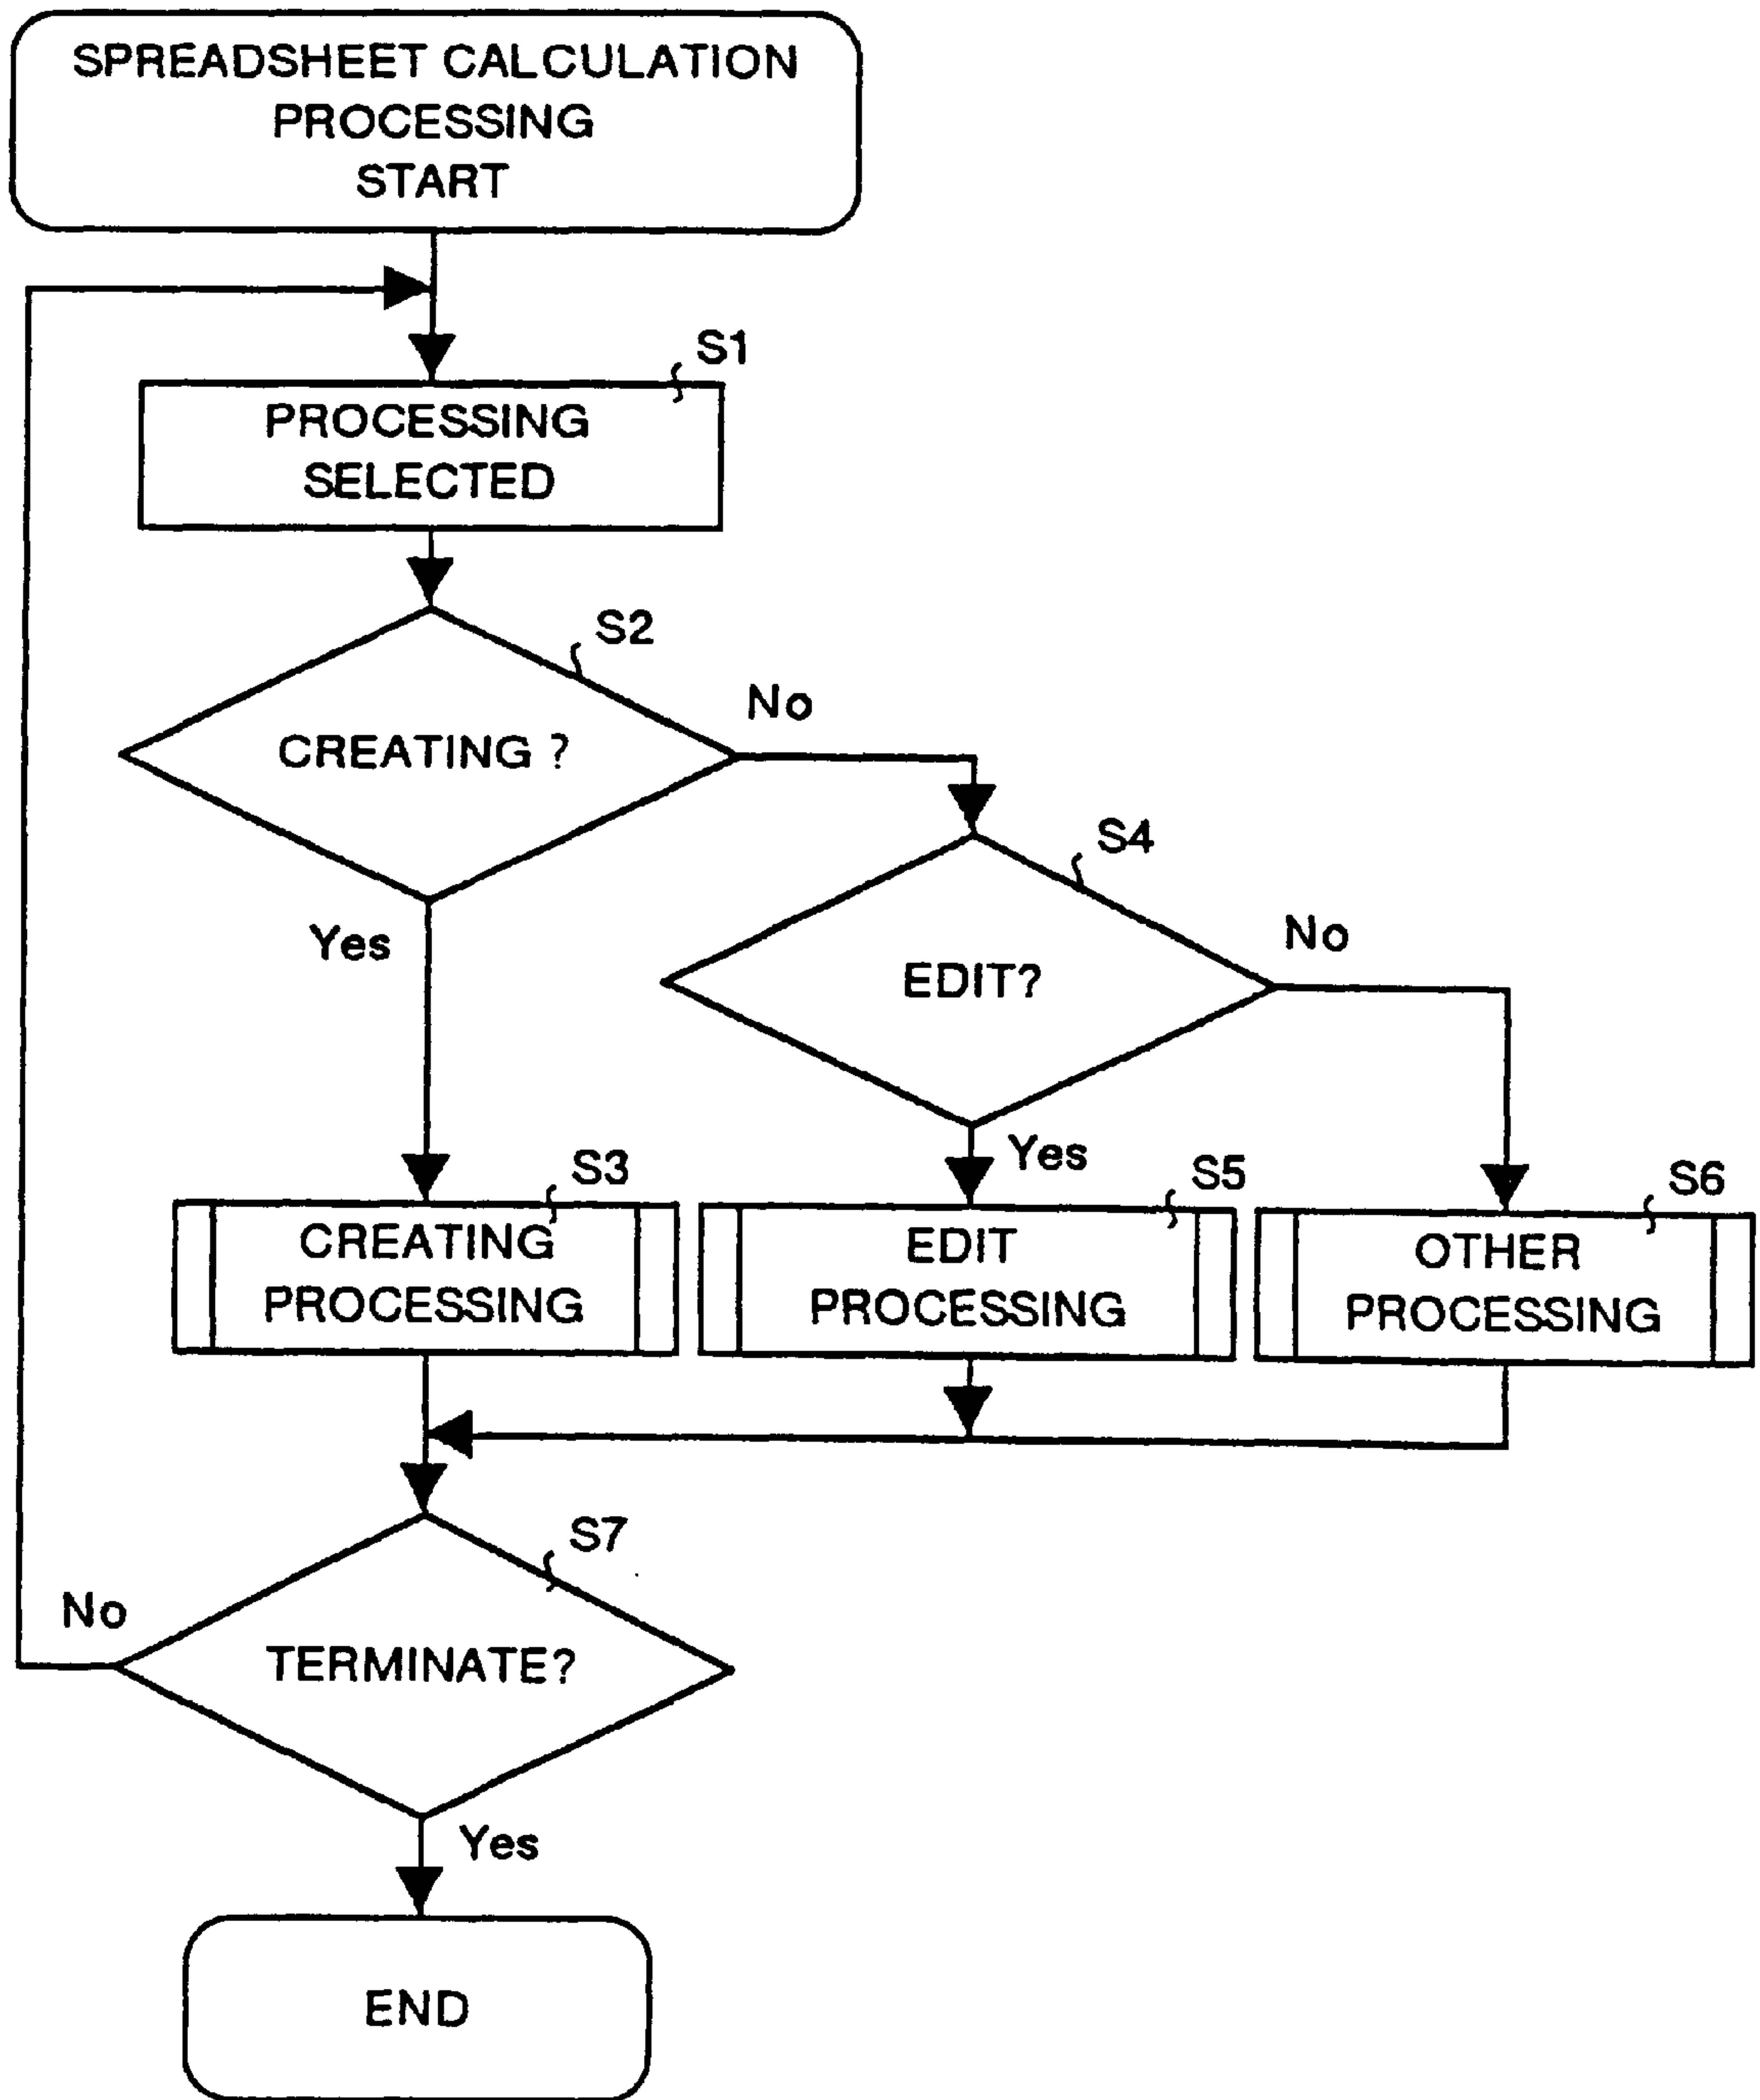 SPREADSHEET CALCULATION
PROCESSING
START
S1
PROCESSING
SELECTED
S2
CREATING ?
No
Yes
S4
EDIT?
No
Yes
S3
CREATING
PROCESSING
S5
EDIT
PROCESSING
S6
OTHER
PROCESSING
S7
TERMINATE?
No
Yes
END